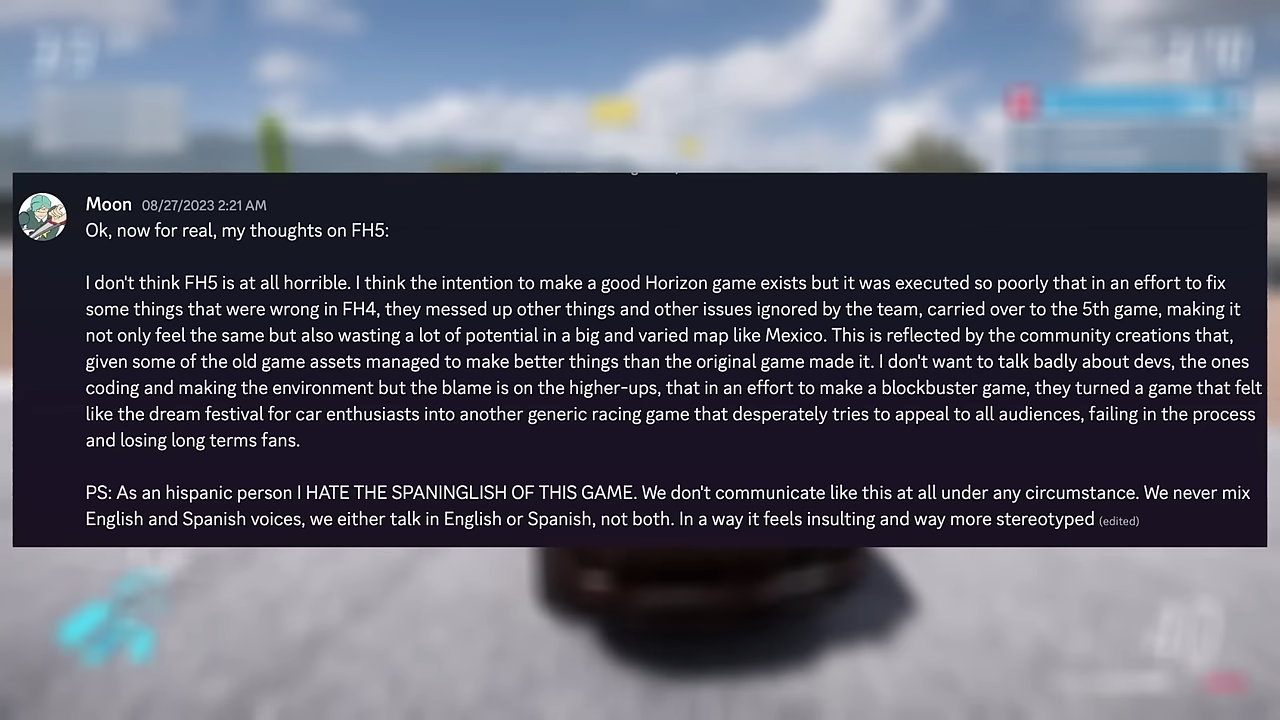 Moon 08/27/2023 2:21 AM
Ok, now for real, my thoughts on FH5:
I don't think FH5 is at all horrible. I think the intention to make a good Horizon game exists but it was executed so poorly that in an effort to fix
some things that were wrong in FH4, they messed up other things and other issues ignored by the team, carried over to the 5th game, making it
not only feel the same but also wasting a lot of potential in a big and varied map like Mexico. This is reflected by the community creations that,
given some of the old game assets managed to make better things than the original game made it. I don't want to talk badly about devs, the ones
coding and making the environment but the blame is on the higher-ups, that in an effort to make a blockbuster game, they turned a game that felt
like the dream festival for car enthusiasts into another generic racing game that desperately tries to appeal to all audiences, failing in the process
and losing long terms fans.
PS: As an hispanic person I HATE THE SPANINGLISH OF THIS GAME. We don't communicate like this at all under any circumstance. We never mix
English and Spanish voices, we either talk in English or Spanish, not both. In a way it feels insulting and way more stereotyped (edited)